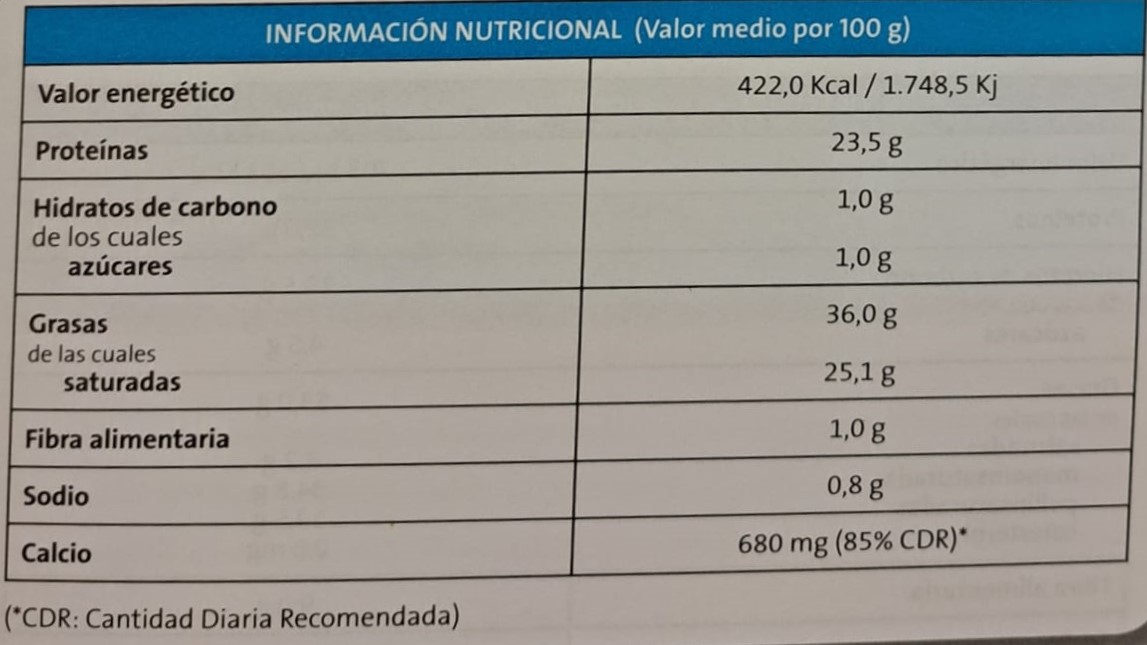 INFORMACIÓN NUTRICIONAL (Valor medio por 100 g)
Valor energético 422,0 Kcal / 1.748,5 Kj
Proteínas 23,5 g
Hidratos de carbono 1,0 g
de los cuales
azúcares 1,0 g
Grasas 36,0 g
de las cuales
saturadas 25,1 g
Fibra alimentaria 1,0 g
Sodio 0,8 g
Calcio 680 mg (85% CDR)*
(*CDR: Cantidad Diaria Recomendada)